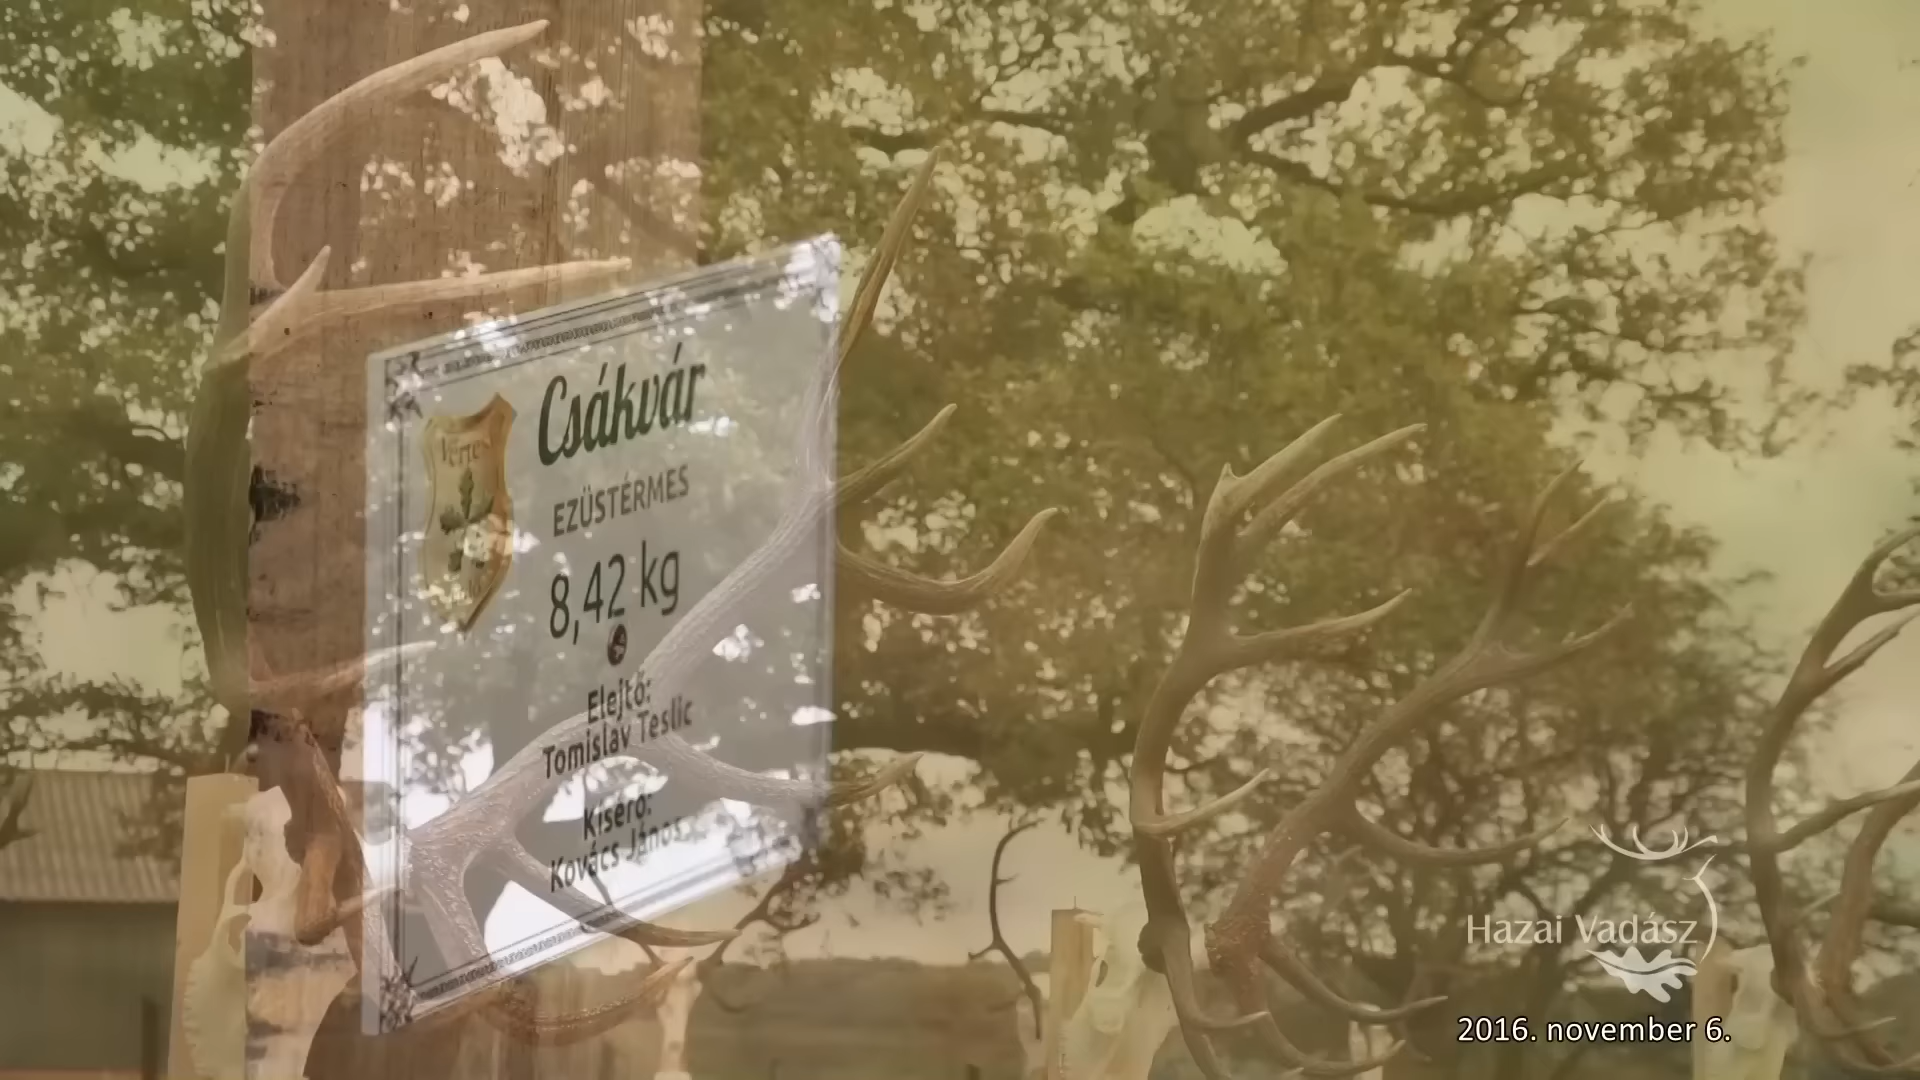 Vértes
Csákvár
EZÜSTÉRMES
8,42 kg
Elejtő:
Tomislav Teslic
Kísérő:
Kovács János
Hazai Vadász
2016. november 6.